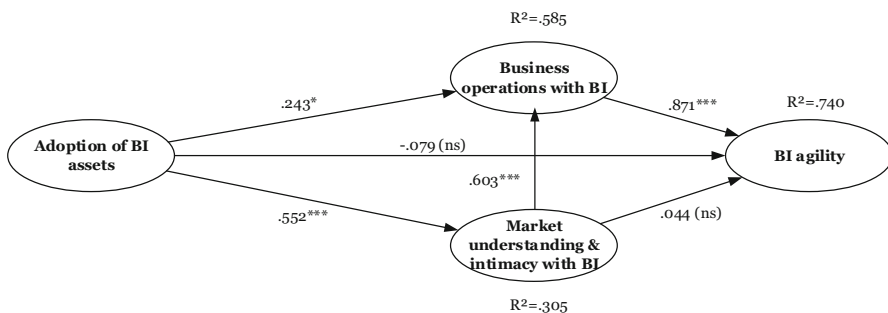 R²=.585
Business
operations with BI
.243*
.871***
R²=.740
Adoption of BI
assets
-.079 (ns)
BI agility
.603***
.552***
.044 (ns)
Market
understanding &
intimacy with BI
R²=.305